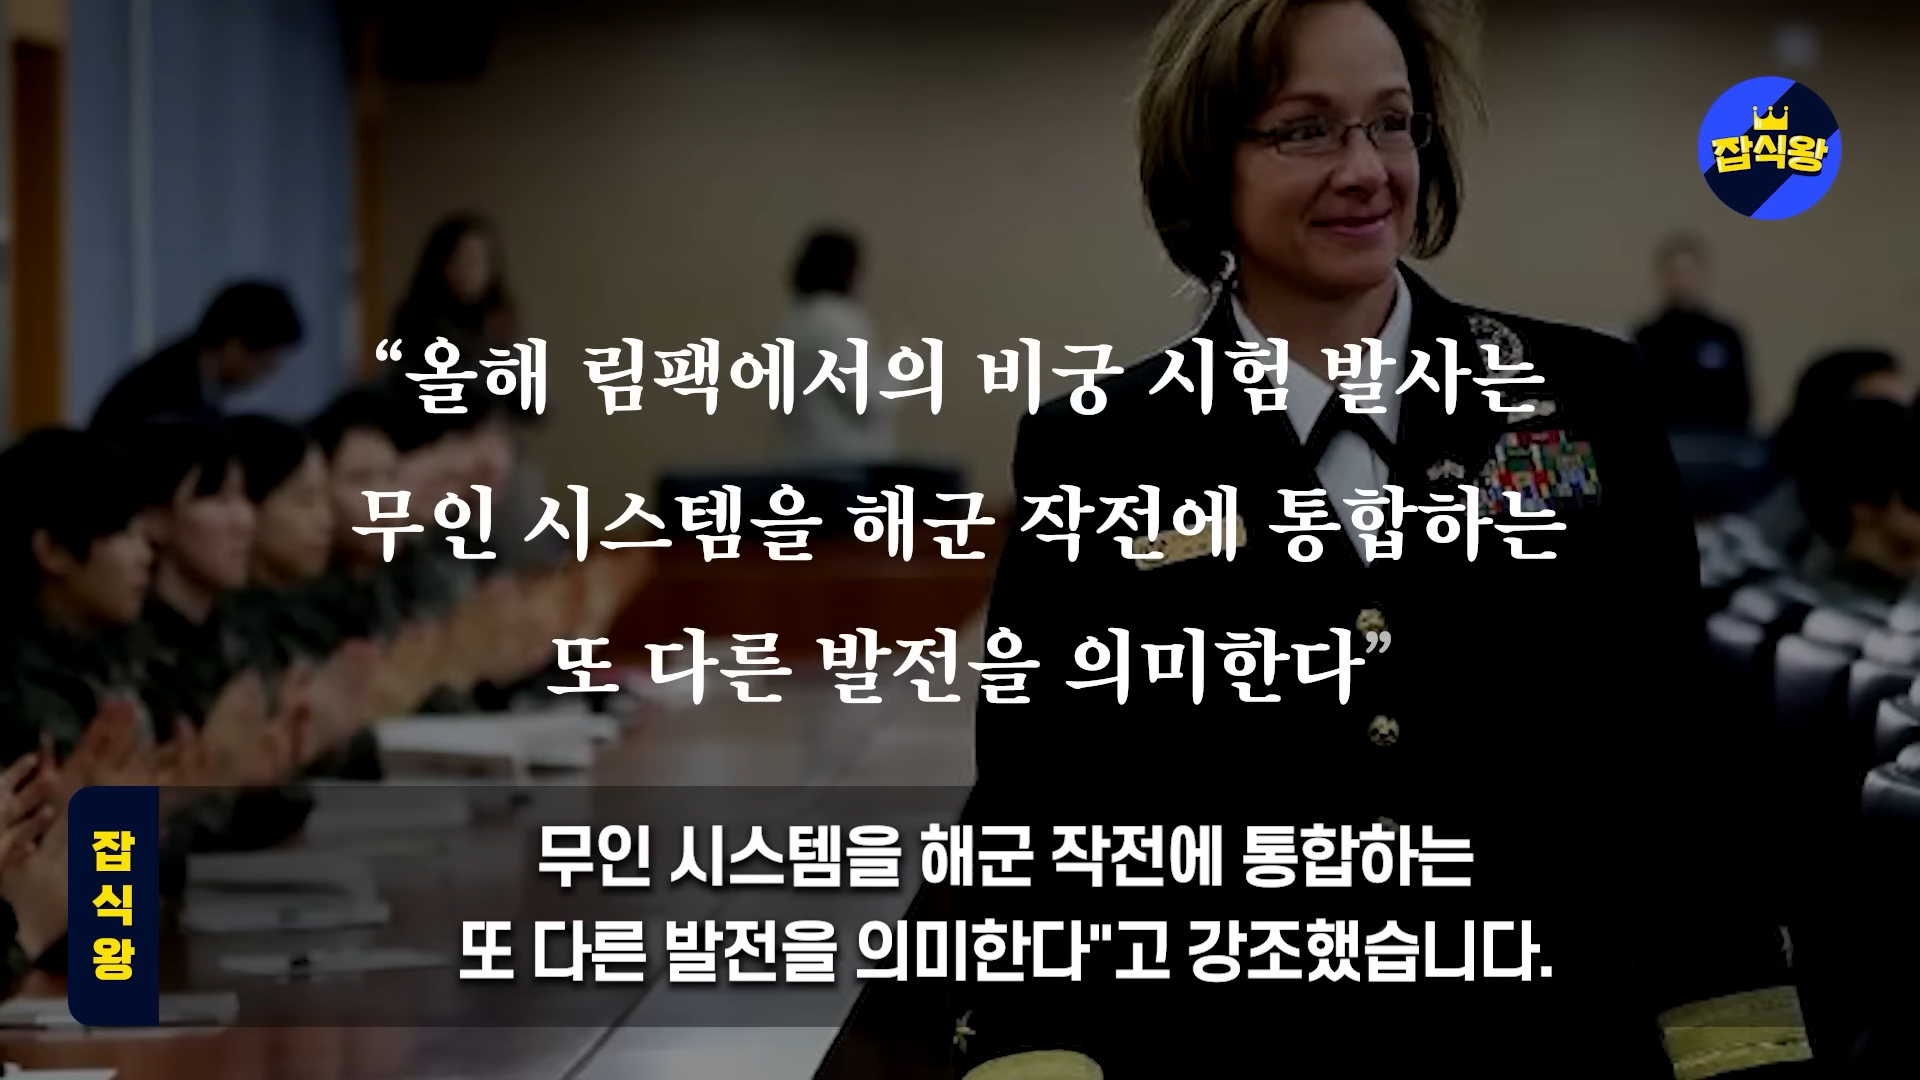 잡식왕
“올해 림팩에서의 비궁 시험 발사는
무인 시스템을 해군 작전에 통합하는
또 다른 발전을 의미한다”
잡식왕
무인 시스템을 해군 작전에 통합하는
또 다른 발전을 의미한다"고 강조했습니다.